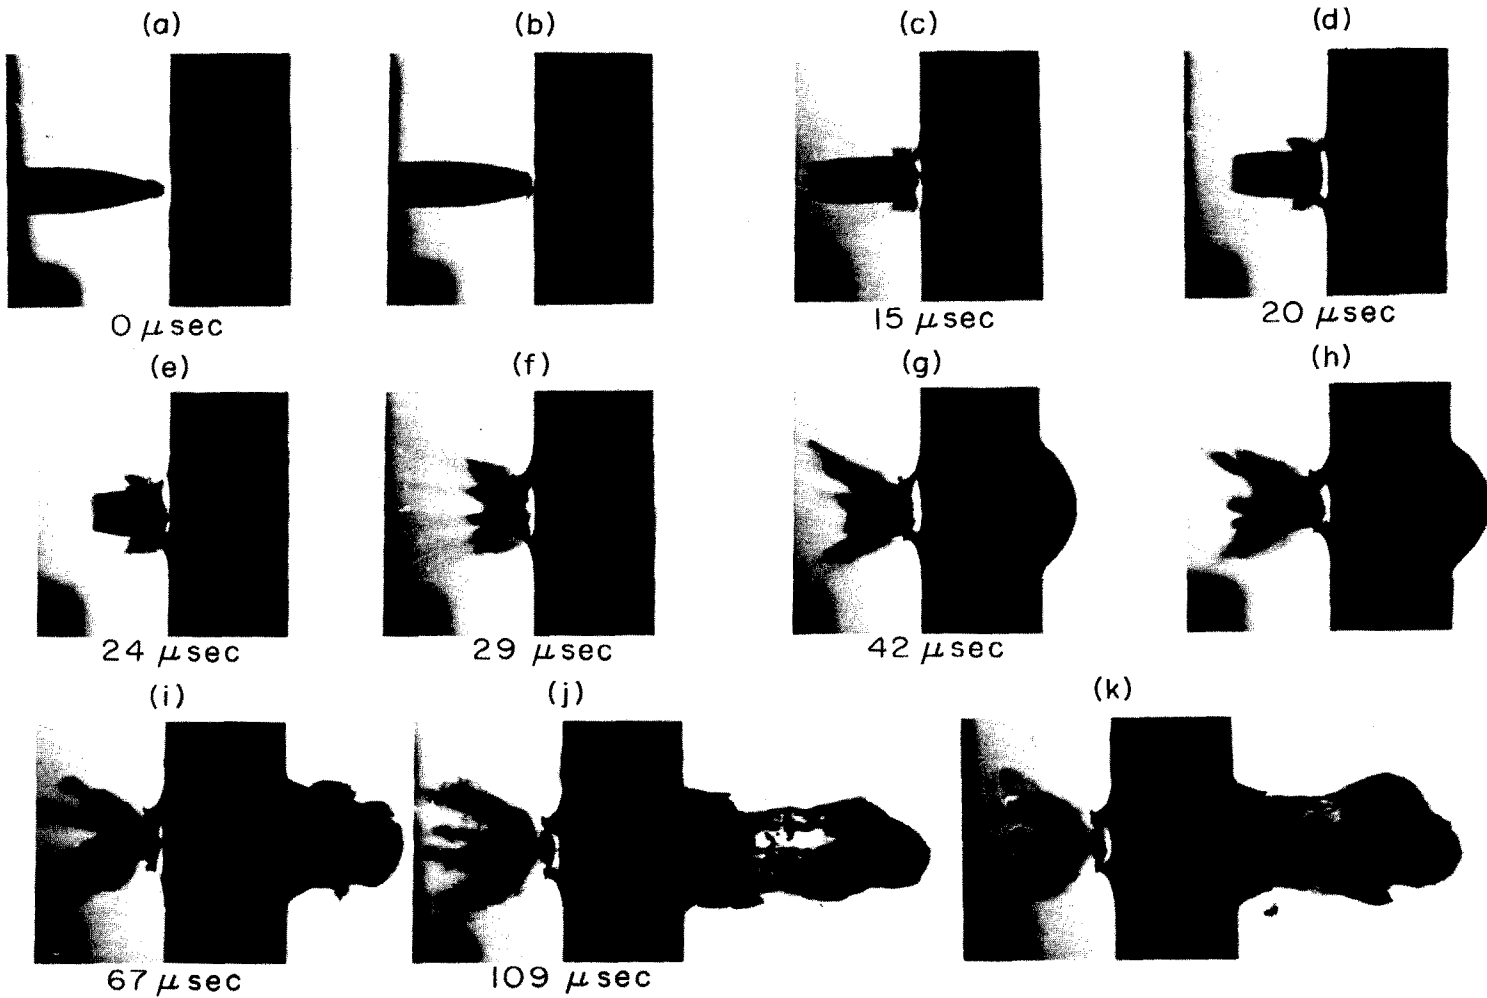 (a) (b) (c) (d)
0 μsec 15 μsec 20 μsec
(e) (f) (g) (h)
24 μsec 29 μsec 42 μsec
(i) (j) (k)
67 μsec 109 μsec